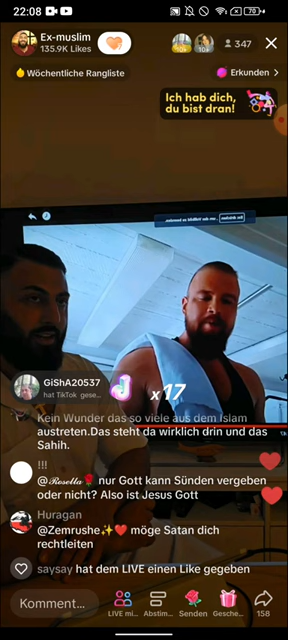 22:08
70
Ex-muslim
135.9K Likes
10k
10k
347
Wöchentliche Rangliste
Erkunden >
Ich hab dich,
du bist dran!
GiShA20537
hat TikTok gese...
x17
Kein Wunder das so viele aus dem Islam
austreten.Das steht da wirklich drin und das
Sahih.
!!!
@𝓡𝓸𝓼𝓮𝓵𝓵𝓪🌹 nur Gott kann Sünden vergeben
oder nicht? Also ist Jesus Gott
Huragan
@Zemrushe✨❤️ möge Satan dich
rechtleiten
saysay hat dem LIVE einen Like gegeben
Komment...
LIVE mi...
Abstim...
Senden
Gesche...
158